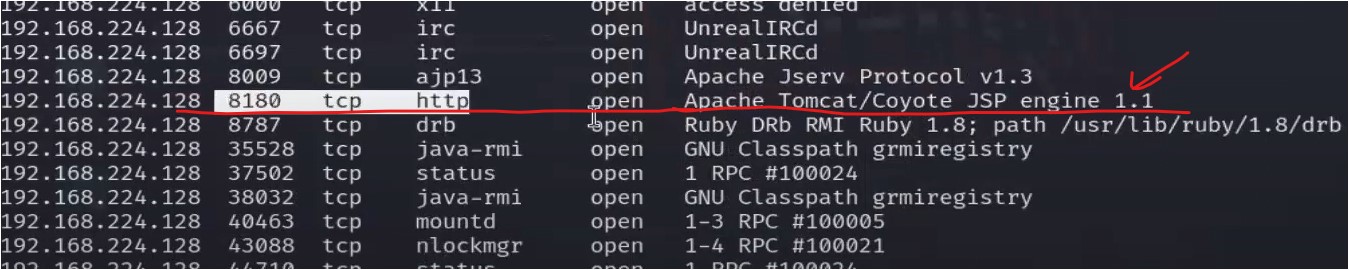 192.168.224.128 6000 tcp x11 open access denied
192.168.224.128 6667 tcp irc open UnrealIRCd
192.168.224.128 6697 tcp irc open UnrealIRCd
192.168.224.128 8009 tcp ajp13 open Apache Jserv Protocol v1.3
192.168.224.128 8180 tcp http open Apache Tomcat/Coyote JSP engine 1.1
192.168.224.128 8787 tcp drb open Ruby DRb RMI Ruby 1.8; path /usr/lib/ruby/1.8/drb
192.168.224.128 35528 tcp java-rmi open GNU Classpath grmiregistry
192.168.224.128 37502 tcp status open 1 RPC #100024
192.168.224.128 38032 tcp java-rmi open GNU Classpath grmiregistry
192.168.224.128 40463 tcp mountd open 1-3 RPC #100005
192.168.224.128 43088 tcp nlockmgr open 1-4 RPC #100021
192.168.224.128 44710 tcp status open 1 RPC #100024